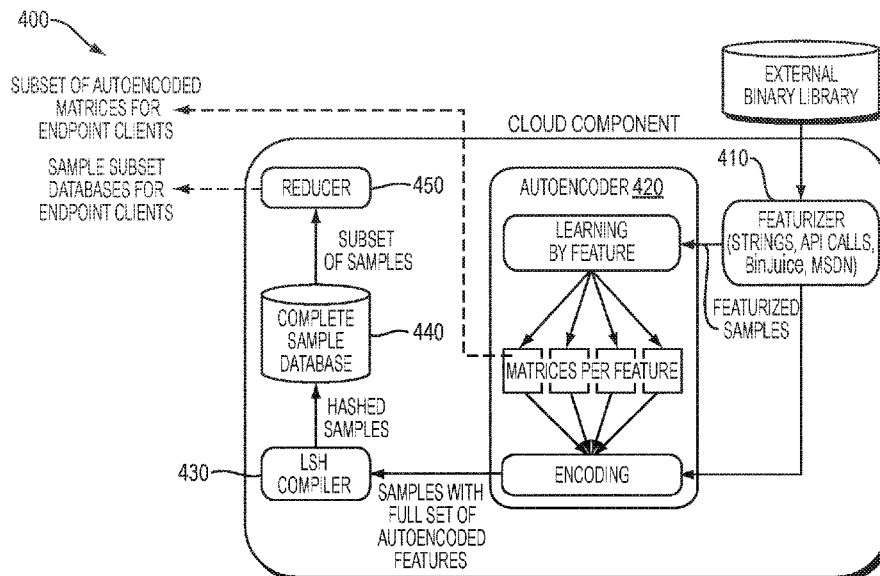 400
SUBSET OF AUTOENCODED
MATRICES FOR
ENDPOINT CLIENTS
SAMPLE SUBSET
DATABASES FOR
ENDPOINT CLIENTS
EXTERNAL
BINARY LIBRARY
CLOUD COMPONENT
410
FEATURIZER
(STRINGS, API CALLS,
BinJuice, MSDN)
FEATURIZED
SAMPLES
AUTOENCODER 420
LEARNING
BY FEATURE
MATRICES PER FEATURE
ENCODING
REDUCER
450
SUBSET
OF SAMPLES
COMPLETE
SAMPLE
DATABASE
440
HASHED
SAMPLES
430
LSH
COMPILER
SAMPLES WITH
FULL SET OF
AUTOENCODED
FEATURES